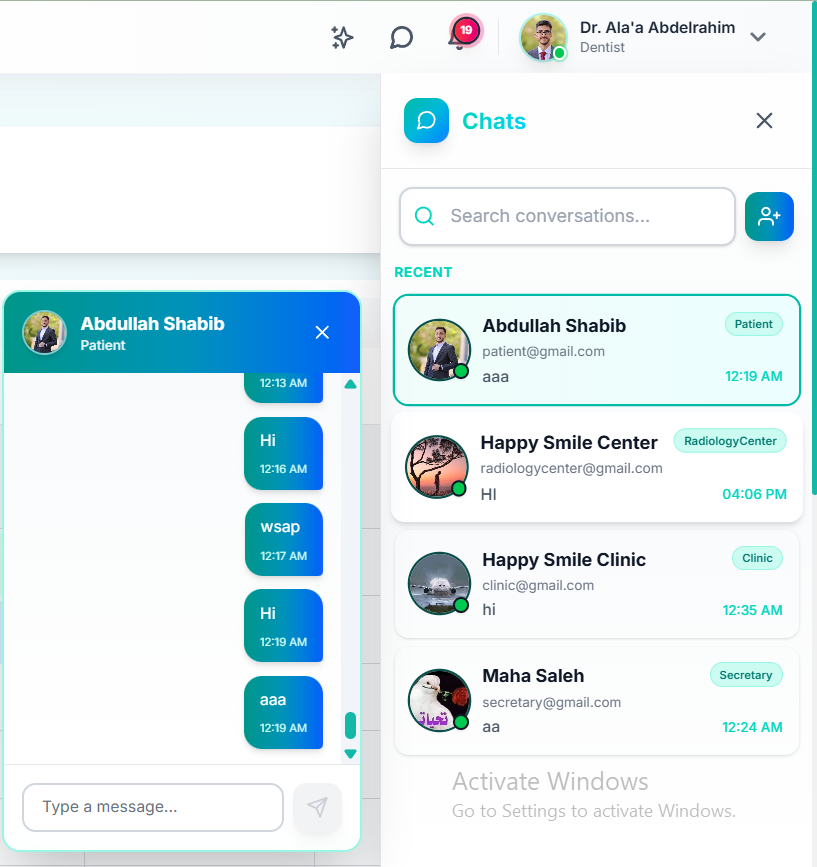 19
Dr. Ala'a Abdelrahim
Dentist
Chats
Search conversations...
RECENT
Abdullah Shabib
Patient
patient@gmail.com
aaa
12:19 AM
Happy Smile Center
RadiologyCenter
radiologycenter@gmail.com
HI
04:06 PM
Happy Smile Clinic
Clinic
clinic@gmail.com
hi
12:35 AM
Maha Saleh
Secretary
secretary@gmail.com
aa
12:24 AM
تحياتي
Abdullah Shabib
Patient
12:13 AM
Hi
12:16 AM
wsap
12:17 AM
Hi
12:19 AM
aaa
12:19 AM
Type a message...
Activate Windows
Go to Settings to activate Windows.